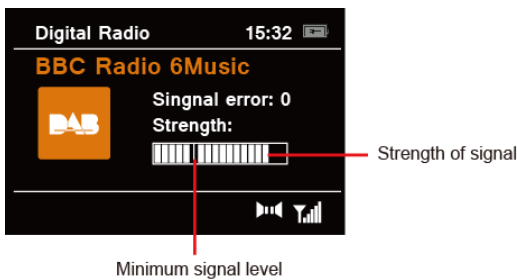 Digital Radio 15:32
BBC Radio 6Music
DAB
Singnal error: 0
Strength:
Strength of signal
Minimum signal level